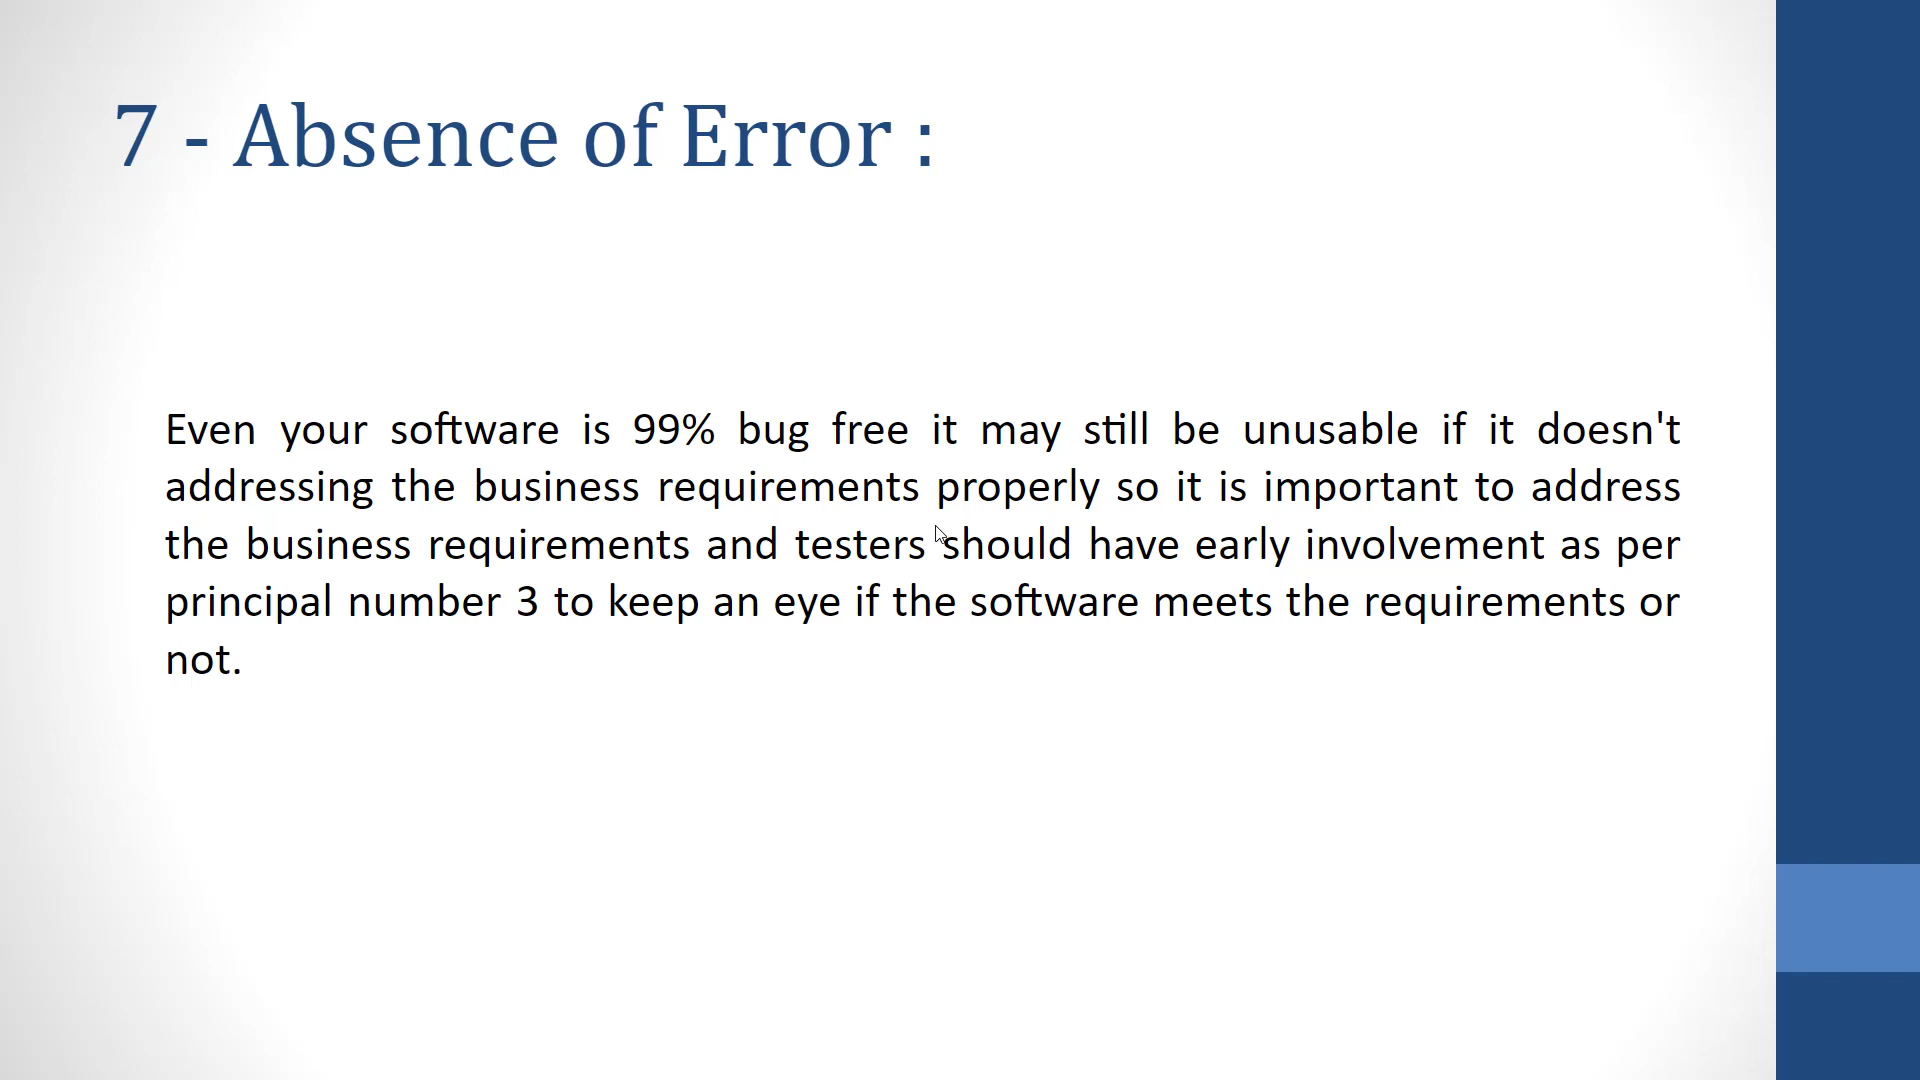 7 - Absence of Error :
Even your software is 99% bug free it may still be unusable if it doesn't
addressing the business requirements properly so it is important to address
the business requirements and testers should have early involvement as per
principal number 3 to keep an eye if the software meets the requirements or
not.